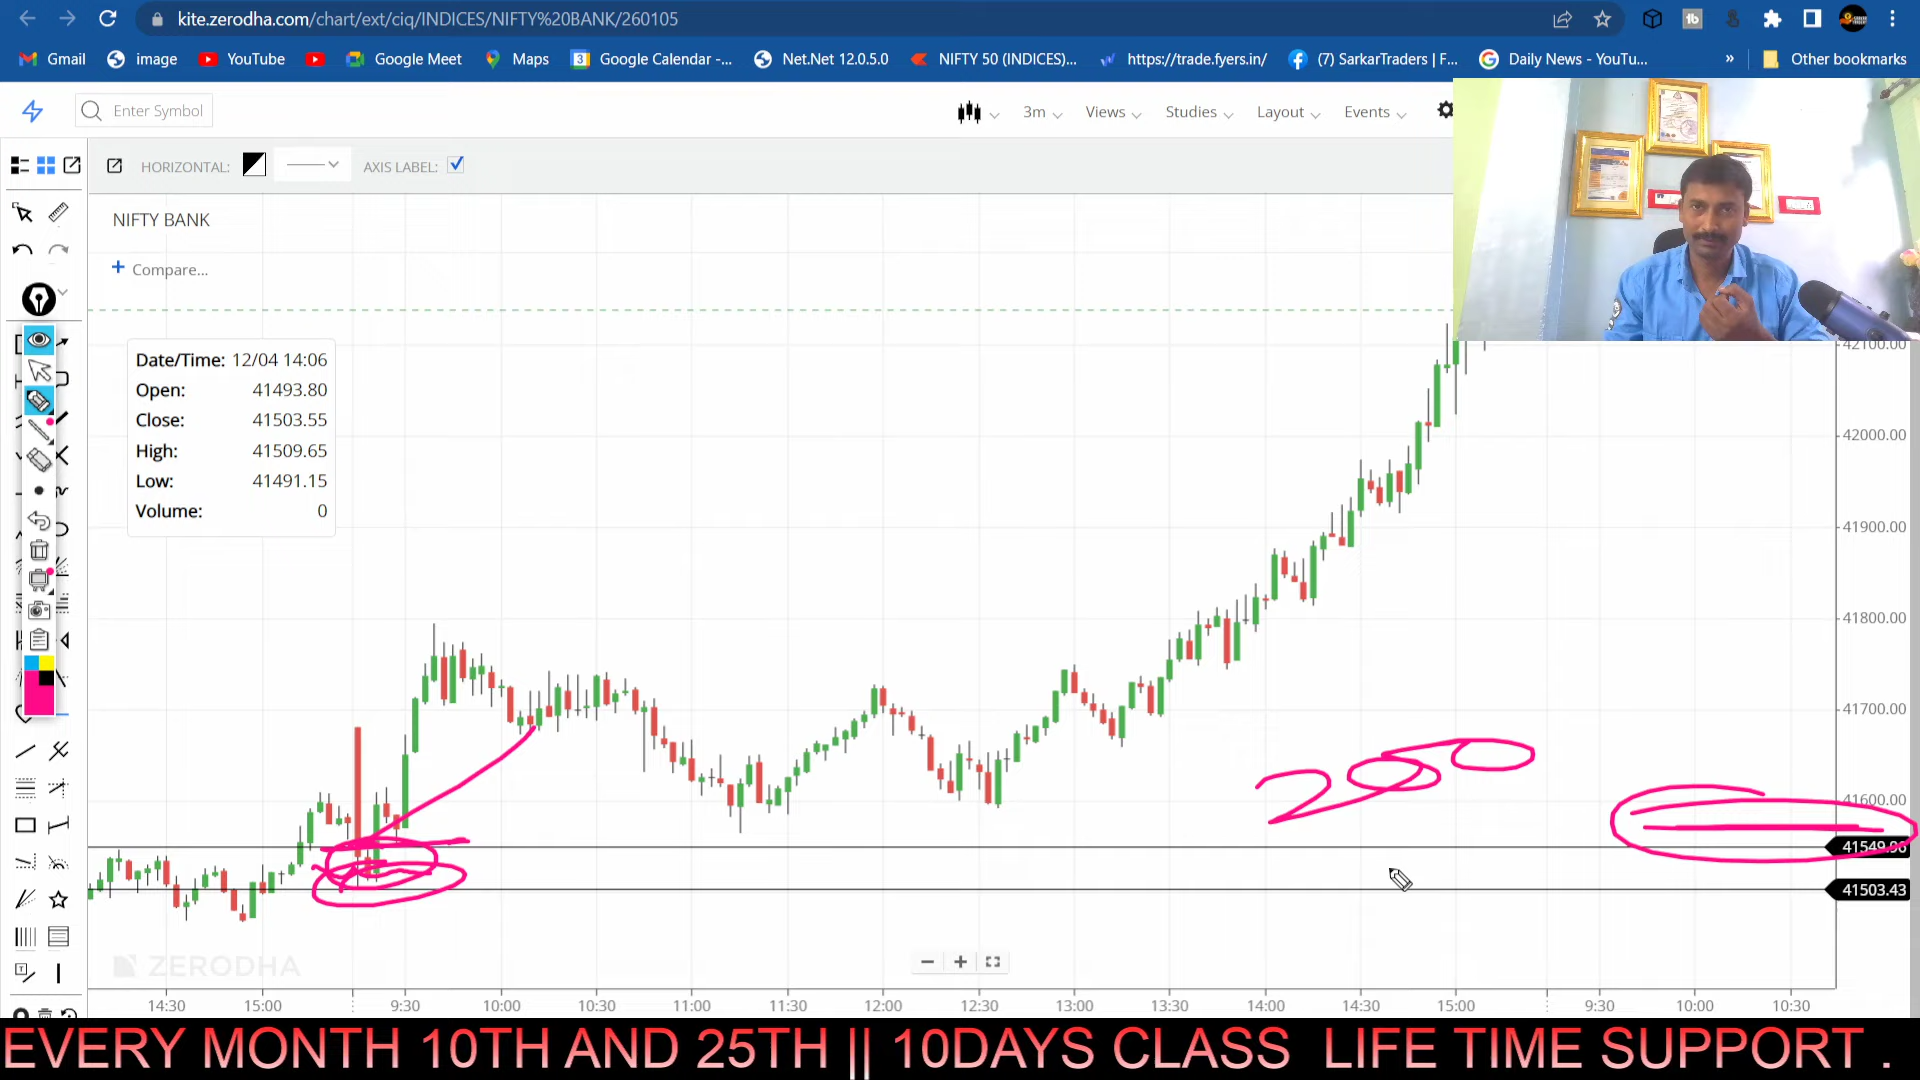 kite.zerodha.com/chart/ext/ciq/INDICES/NIFTY%20BANK/260105
Gmail image YouTube Google Meet Maps Google Calendar -... Net.Net 12.0.5.0 NIFTY 50 (INDICES)... https://trade.fyers.in/ (7) SarkarTraders | F... Daily News - YouTu... » Other bookmarks
Enter Symbol 3m Views Studies Layout Events
HORIZONTAL: AXIS LABEL:
NIFTY BANK
+ Compare...
Date/Time: 12/04 14:06
Open: 41493.80
Close: 41503.55
High: 41509.65
Low: 41491.15
Volume: 0
42100.00
42000.00
41900.00
41800.00
41700.00
200
41600.00
41549.96
41503.43
ZERODHA
14:30 15:00 9:30 10:00 10:30 11:00 11:30 12:00 12:30 13:00 13:30 14:00 14:30 15:00 9:30 10:00 10:30
EVERY MONTH 10TH AND 25TH || 10DAYS CLASS LIFE TIME SUPPORT .